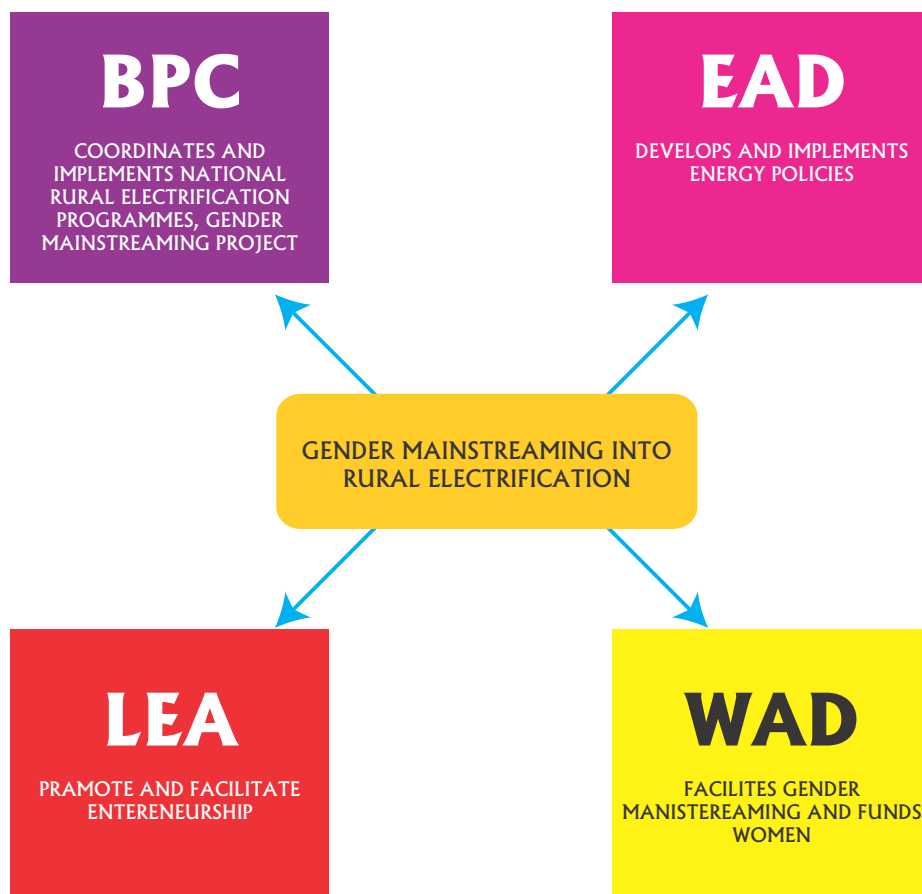 BPC
COORDINATES AND
IMPLEMENTS NATIONAL
RURAL ELECTRIFICATION
PROGRAMMES, GENDER
MAINSTREAMING PROJECT
EAD
DEVELOPS AND IMPLEMENTS
ENERGY POLICIES
GENDER MAINSTREAMING INTO
RURAL ELECTRIFICATION
LEA
PRAMOTE AND FACILITATE
ENTERENEURSHIP
WAD
FACILITES GENDER
MANISTEREAMING AND FUNDS
WOMEN